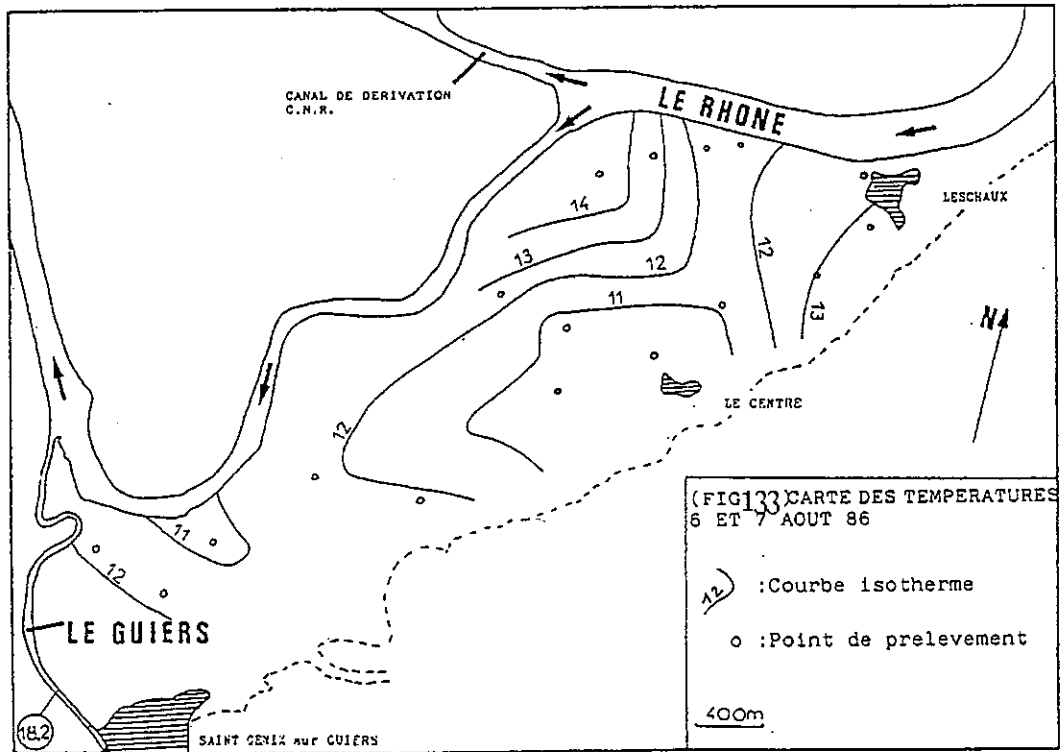 CANAL DE DERIVATION
C.N.R.
LE RHONE
LESCHAUX
14
13
12
12
13
11
N
LE CENTRE
12
11
12
LE GUIERS
18.2
SAINT GENIX sur GUIERS
(FIG133)CARTE DES TEMPERATURES
6 ET 7 AOUT 86
12 :Courbe isotherme
:Point de prelevement
400m